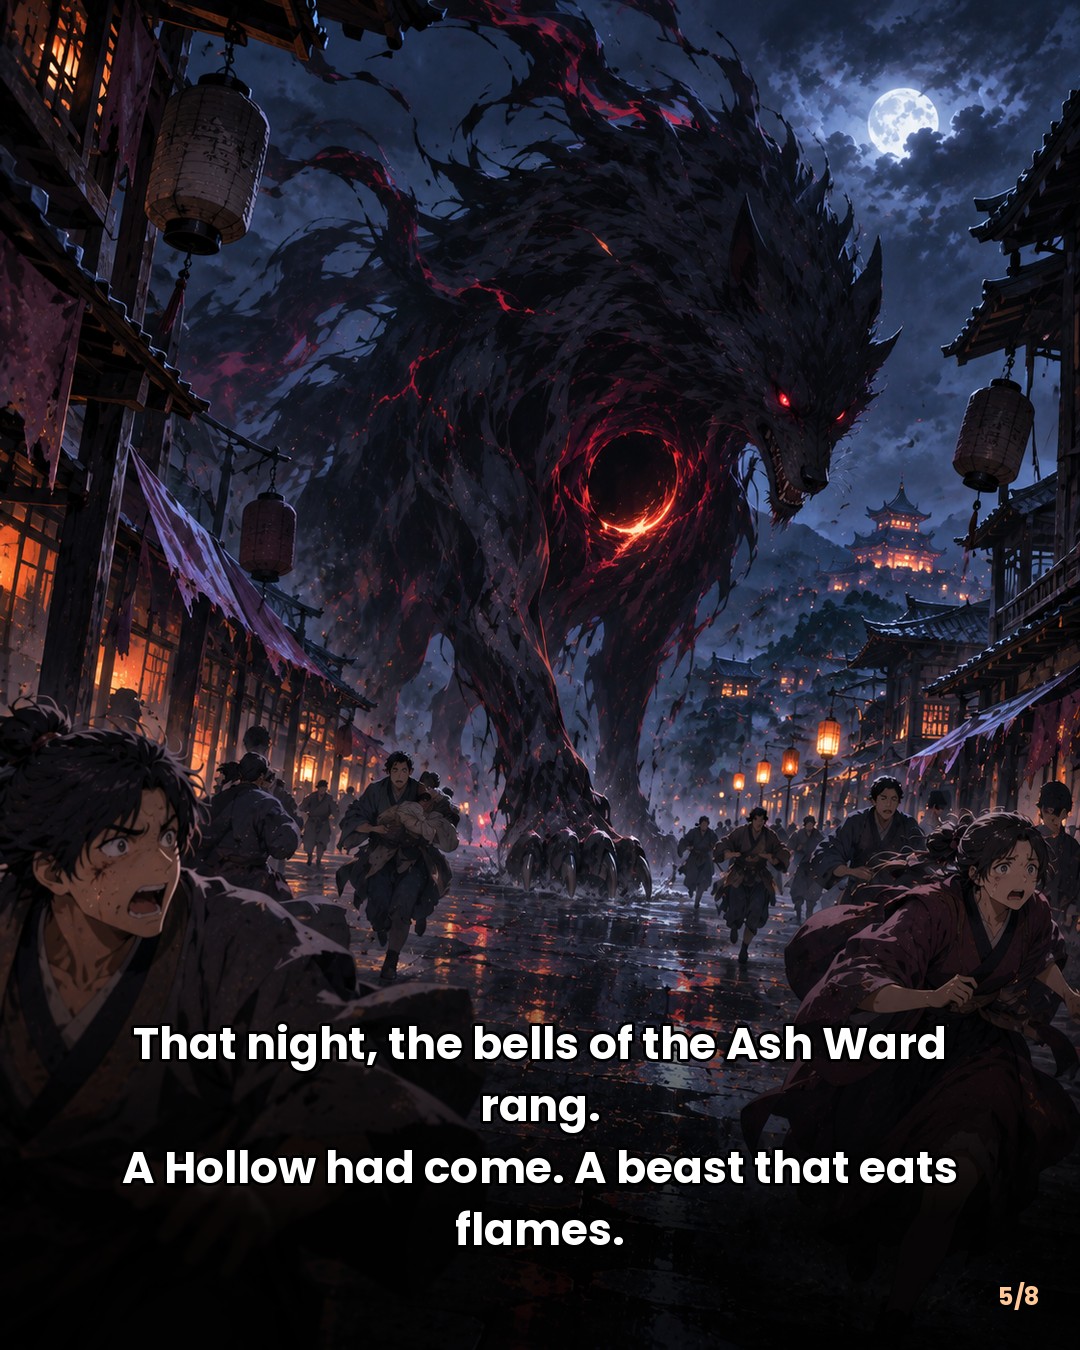 That night, the bells of the Ash Ward
rang.
A Hollow had come. A beast that eats
flames.
5/8